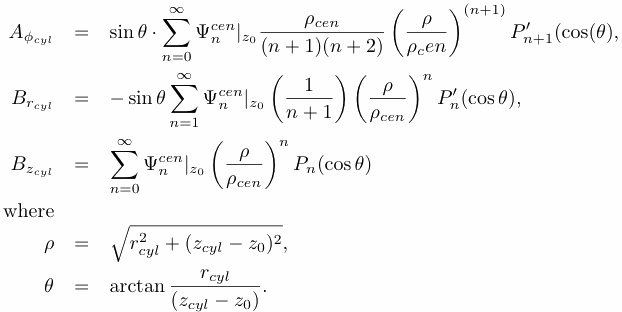 A_{\phi_{cyl}} = \sin\theta \cdot \sum_{n=0}^{\infty} \Psi_n^{cen}|_{z_0} \frac{\rho_{cen}}{(n+1)(n+2)} \left( \frac{\rho}{\rho_c en} \right)^{(n+1)} P'_{n+1}(\cos(\theta),
B_{r_{cyl}} = -\sin\theta \sum_{n=1}^{\infty} \Psi_n^{cen}|_{z_0} \left( \frac{1}{n+1} \right) \left( \frac{\rho}{\rho_{cen}} \right)^n P'_n(\cos\theta),
B_{z_{cyl}} = \sum_{n=0}^{\infty} \Psi_n^{cen}|_{z_0} \left( \frac{\rho}{\rho_{cen}} \right)^n P_n(\cos\theta)
where
\rho = \sqrt{r_{cyl}^2 + (z_{cyl} - z_0)^2},
\theta = \arctan \frac{r_{cyl}}{(z_{cyl} - z_0)}.